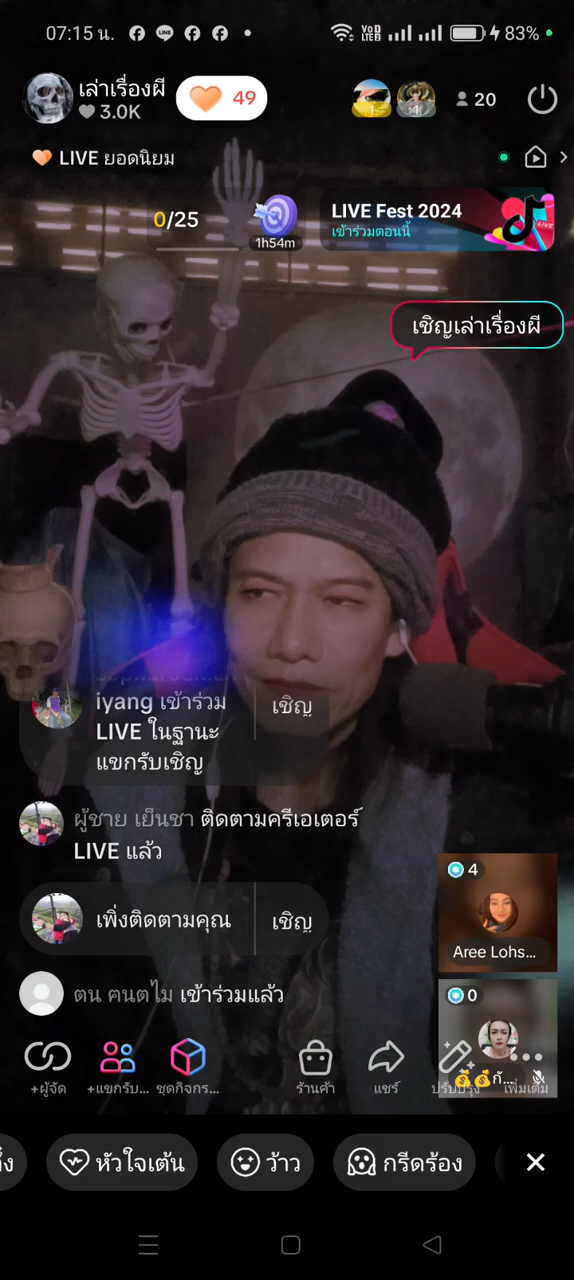 07:15 น.
VoD LTE2
83%
เล่าเรื่องผี
3.0K
49
1
20
LIVE ยอดนิยม
0/25
1h54m
LIVE Fest 2024
เข้าร่วมตอนนี้
LIVE
เชิญเล่าเรื่องผี
iyang เข้าร่วม
LIVE ในฐานะ
แขกรับเชิญ
เชิญ
ผู้ชาย เย็นชา ติดตามครีเอเตอร์
LIVE แล้ว
เพิ่งติดตามคุณ
เชิญ
4
Aree Lohs...
ตน ฅนตไม เข้าร่วมแล้ว
0
💰💰กั...
+ผู้จัด
+แขกรับ...
ชุดกิจกร...
ร้านค้า
แชร์
ปรับปรุง
เพิ่มเติม
หัวใจเต้น
ว้าว
กรีดร้อง